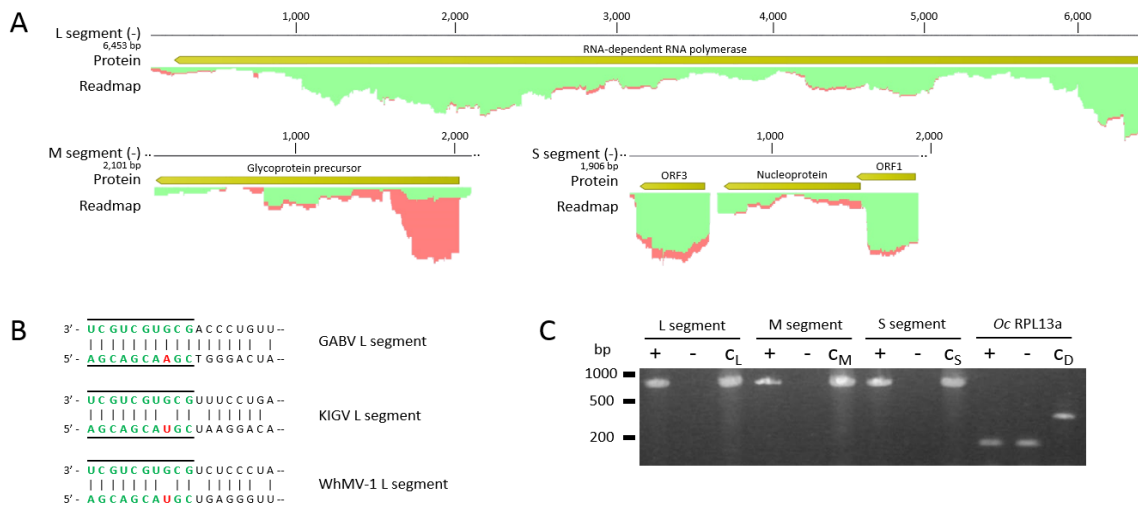 A
1,000 2,000 3,000 4,000 5,000 6,000
L segment (-)
6,453 bp
RNA-dependent RNA polymerase
Protein
Readmap
1,000 2,000
M segment (-)
2,101 bp
Glycoprotein precursor
Protein
Readmap
1,000 2,000
S segment (-)
1,906 bp
ORF1
ORF3 Nucleoprotein
Protein
Readmap
B
3' - UCGUCGUGCGACCCUGUU--
GABV L segment
5' - AGCAGCAAGCTGGGACUA--
3' - UCGUCGUGCGUUUCCUGA--
KIGV L segment
5' - AGCAGCAUGCUAAGGACA--
3' - UCGUCGUGCGUCUCCCUA--
WhMV-1 L segment
5' - AGCAGCAUGCUGAGGGUU--
C
L segment M segment S segment Oc RPL13a
bp + - CL + - CM + - CS + - CD
1000
500
200